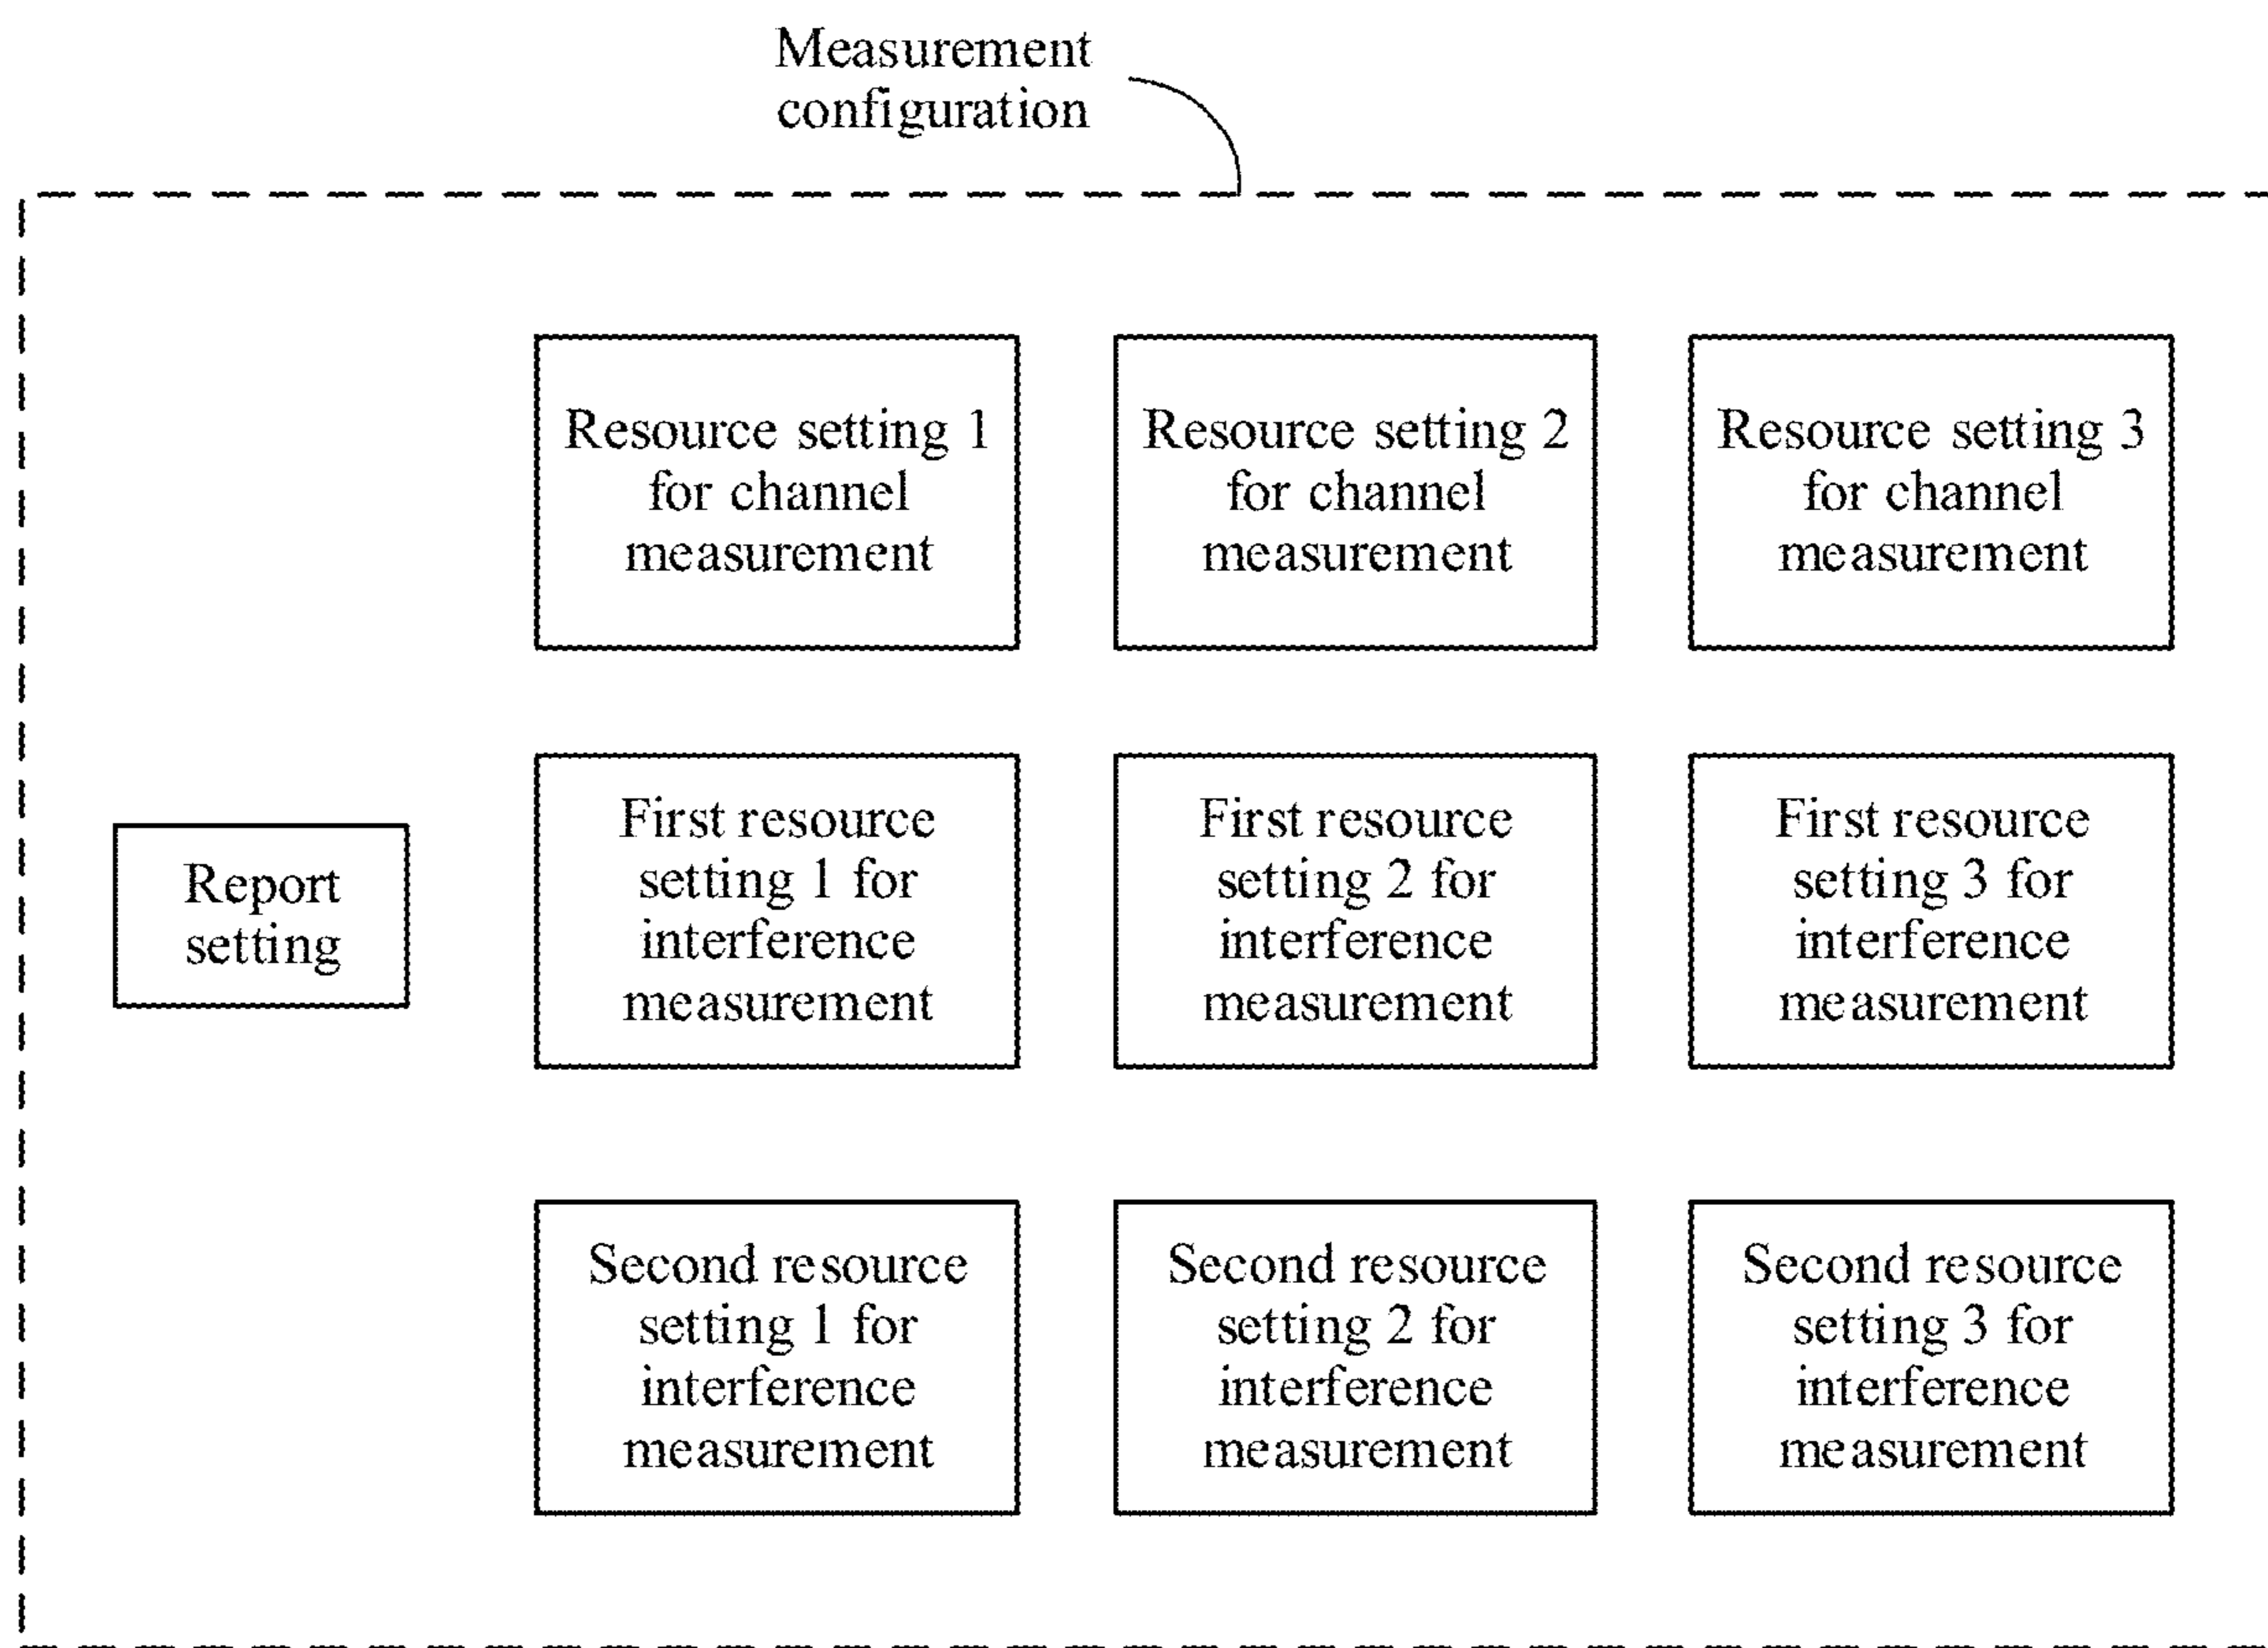 Measurement
configuration
Resource setting 1
for channel
measurement
Resource setting 2
for channel
measurement
Resource setting 3
for channel
measurement
Report
setting
First resource
setting 1 for
interference
measurement
First resource
setting 2 for
interference
measurement
First resource
setting 3 for
interference
measurement
Second resource
setting 1 for
interference
measurement
Second resource
setting 2 for
interference
measurement
Second resource
setting 3 for
interference
measurement